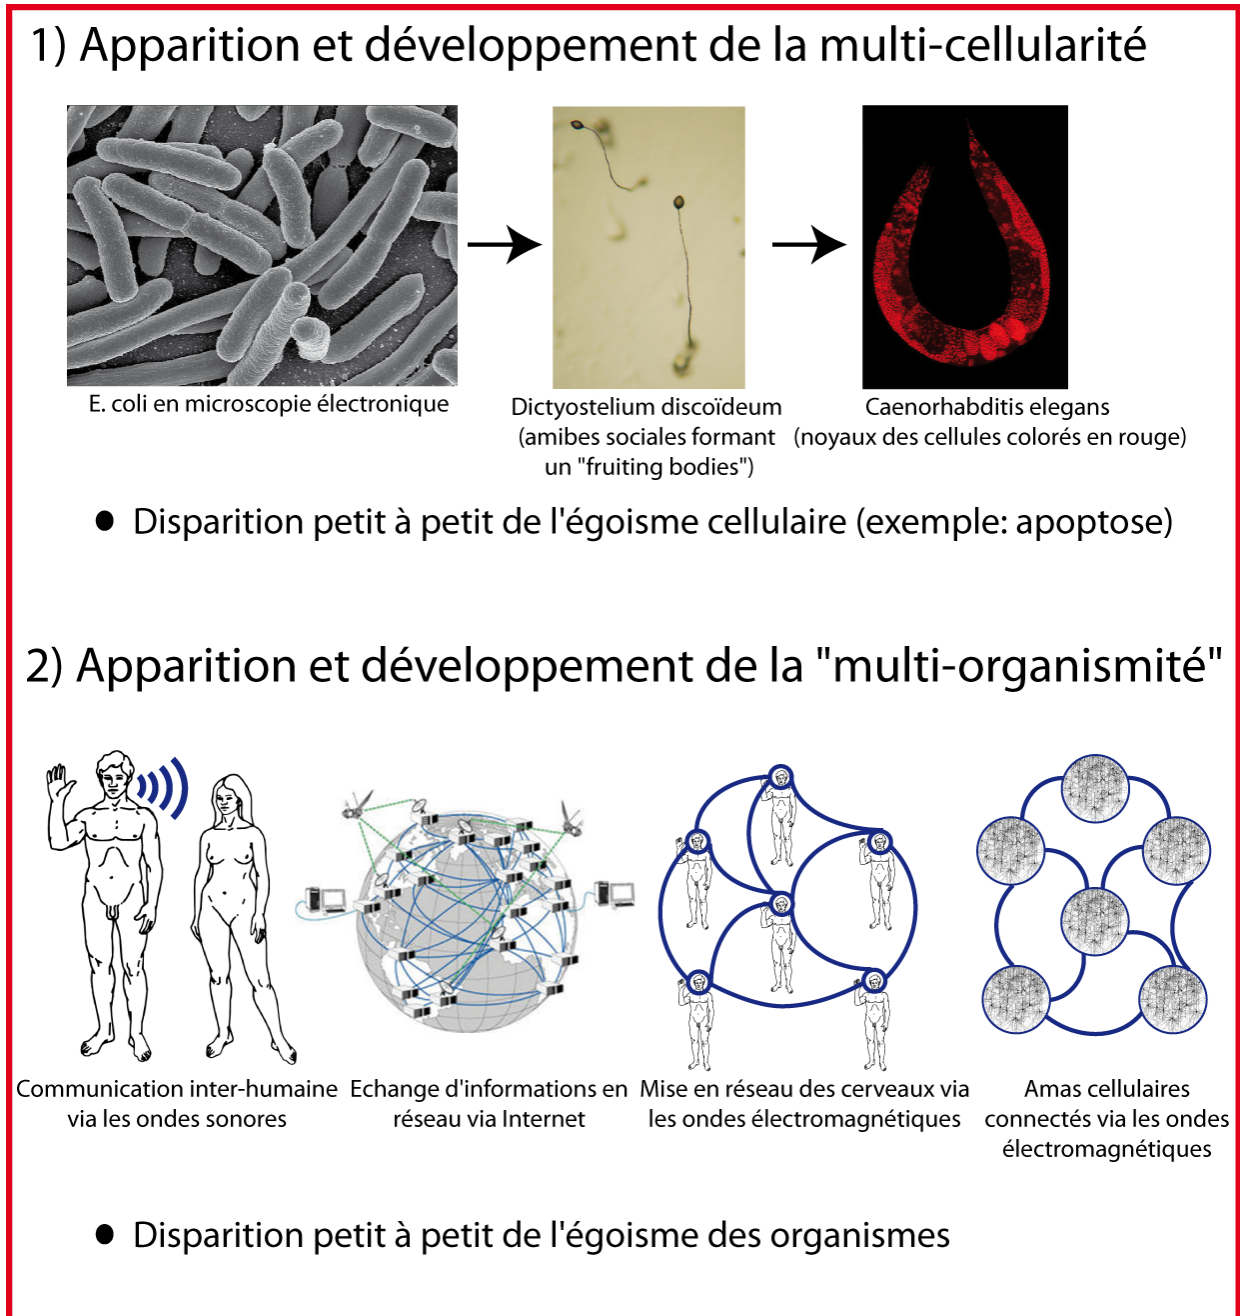 1) Apparition et développement de la multi-cellularité
E. coli en microscopie électronique
Dictyostelium discoïdeum
(amibes sociales formant
un "fruiting bodies")
Caenorhabditis elegans
(noyaux des cellules colorés en rouge)
● Disparition petit à petit de l'égoisme cellulaire (exemple: apoptose)
2) Apparition et développement de la "multi-organismité"
Communication inter-humaine
via les ondes sonores
Echange d'informations en
réseau via Internet
Mise en réseau des cerveaux via
les ondes électromagnétiques
Amas cellulaires
connectés via les ondes
électromagnétiques
● Disparition petit à petit de l'égoisme des organismes